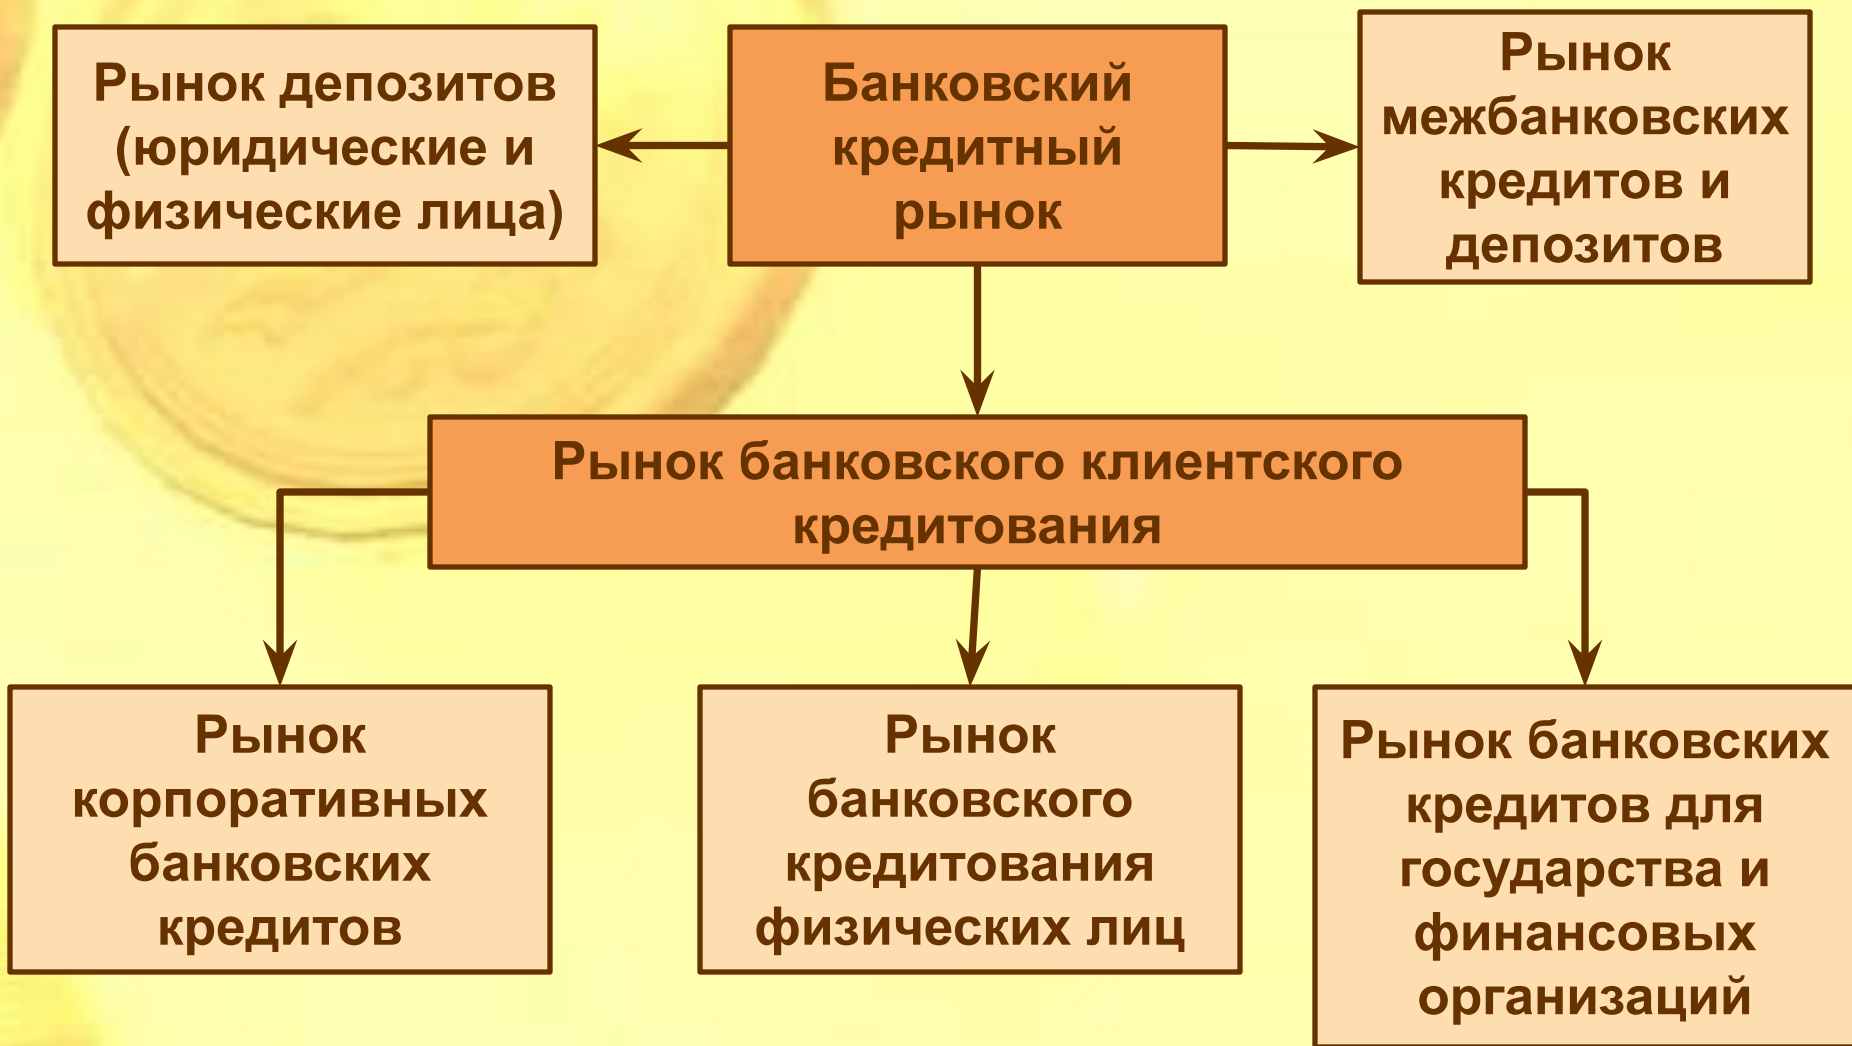 Рынок депозитов
(юридические и
физические лица)
Банковский
кредитный
рынок
Рынок
межбанковских
кредитов и
депозитов
Рынок банковского клиентского
кредитования
Рынок
корпоративных
банковских
кредитов
Рынок
банковского
кредитования
физических лиц
Рынок банковских
кредитов для
государства и
финансовых
организаций